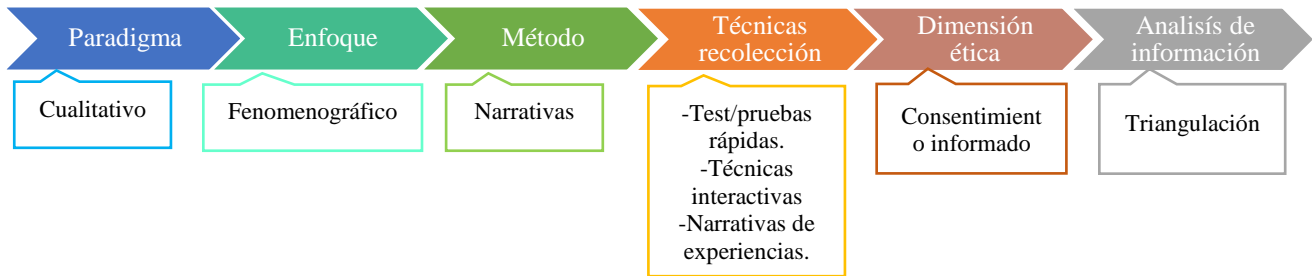 Paradigma
Enfoque
Método
Técnicas
recolección
Dimensión
ética
Analisís de
información
Cualitativo
Fenomenográfico
Narrativas
-Test/pruebas
rápidas.
-Técnicas
interactivas
-Narrativas de
experiencias.
Consentimient
o informado
Triangulación